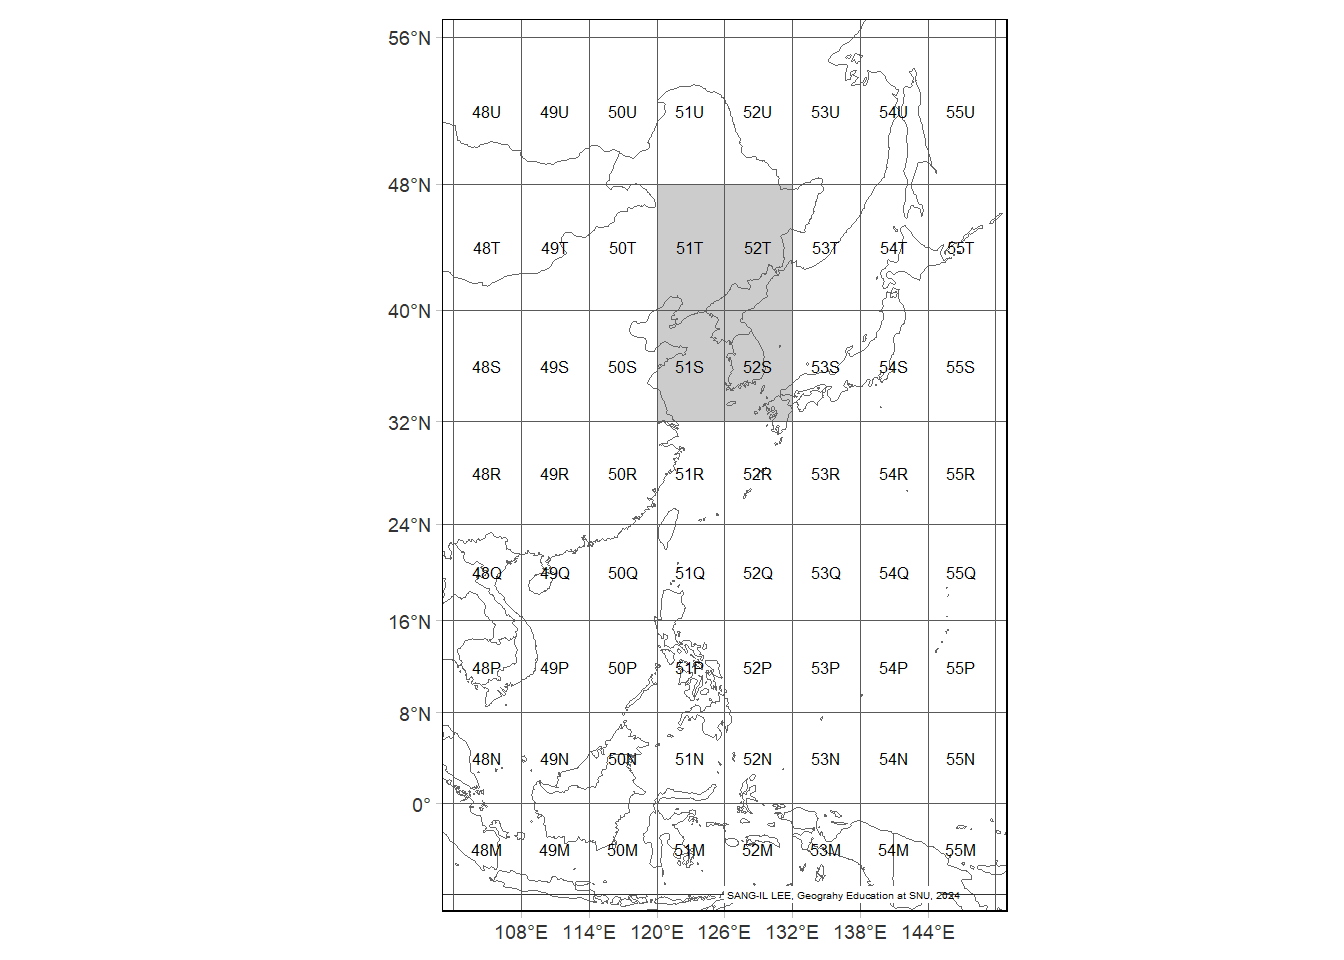 56°N
48U 49U 50U 51U 52U 53U 54U 55U
48°N
48T 49T 50T 51T 52T 53T 54T 55T
40°N
48S 49S 50S 51S 52S 53S 54S 55S
32°N
48R 49R 50R 51R 52R 53R 54R 55R
24°N
48Q 49Q 50Q 51Q 52Q 53Q 54Q 55Q
16°N
48P 49P 50P 51P 52P 53P 54P 55P
8°N
48N 49N 50N 51N 52N 53N 54N 55N
0°
48M 49M 50M 51M 52M 53M 54M 55M
SANG-IL LEE, Geograhy Education at SNU, 2024
108°E 114°E 120°E 126°E 132°E 138°E 144°E